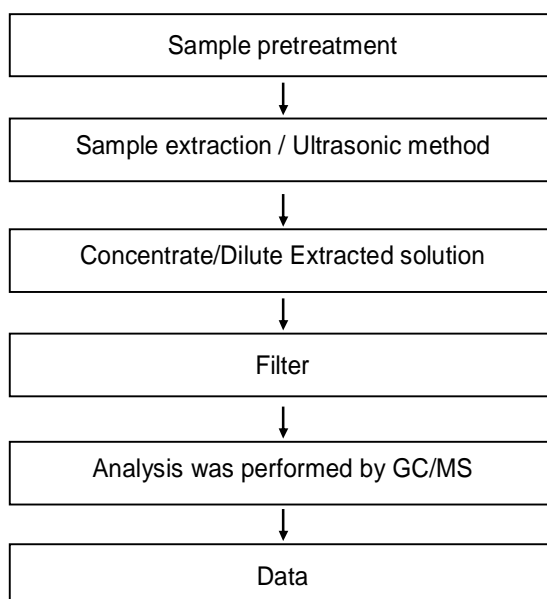 Sample pretreatment
Sample extraction / Ultrasonic method
Concentrate/Dilute Extracted solution
Filter
Analysis was performed by GC/MS
Data